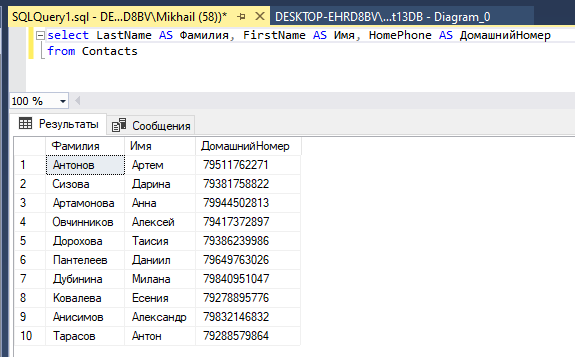 SQLQuery1.sql - DE...D8BV\Mikhail (58))* DESKTOP-EHRD8BV\...t13DB - Diagram_0
select LastName AS Фамилия, FirstName AS Имя, HomePhone AS ДомашнийНомер
from Contacts
100 %
Результаты Сообщения
Фамилия Имя ДомашнийНомер
1 Антонов Артем 79511762271
2 Сизова Дарина 79381758822
3 Артамонова Анна 79944502813
4 Овчинников Алексей 79417372897
5 Дорохова Таисия 79386239986
6 Пантелеев Даниил 79649763026
7 Дубинина Милана 79840951047
8 Ковалева Есения 79278895776
9 Анисимов Александр 79832146832
10 Тарасов Антон 79288579864